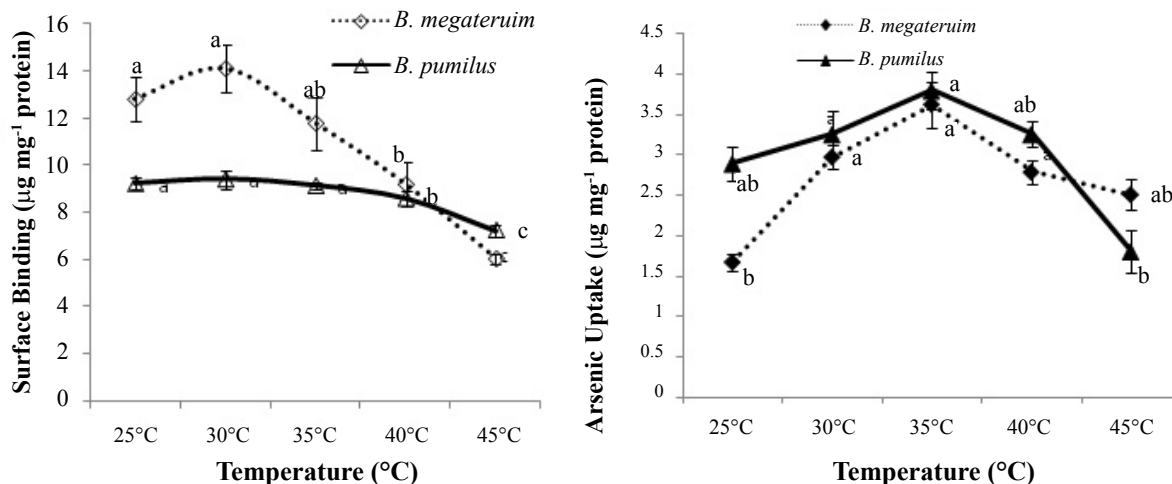 Surface Binding (µg mg⁻¹ protein)
16
14
12
10
8
6
4
2
0
B. megateruim
B. pumilus
a
a
ab
b
a
a
a
b
c
c
25°C
30°C
35°C
40°C
45°C
Temperature (°C)
Arsenic Uptake (µg mg⁻¹ protein)
4.5
4
3.5
3
2.5
2
1.5
1
0.5
0
B. megateruim
B. pumilus
a
a
ab
ab
a
a
a
ab
b
b
25°C
30°C
35°C
40°C
45°C
Temperature (°C)